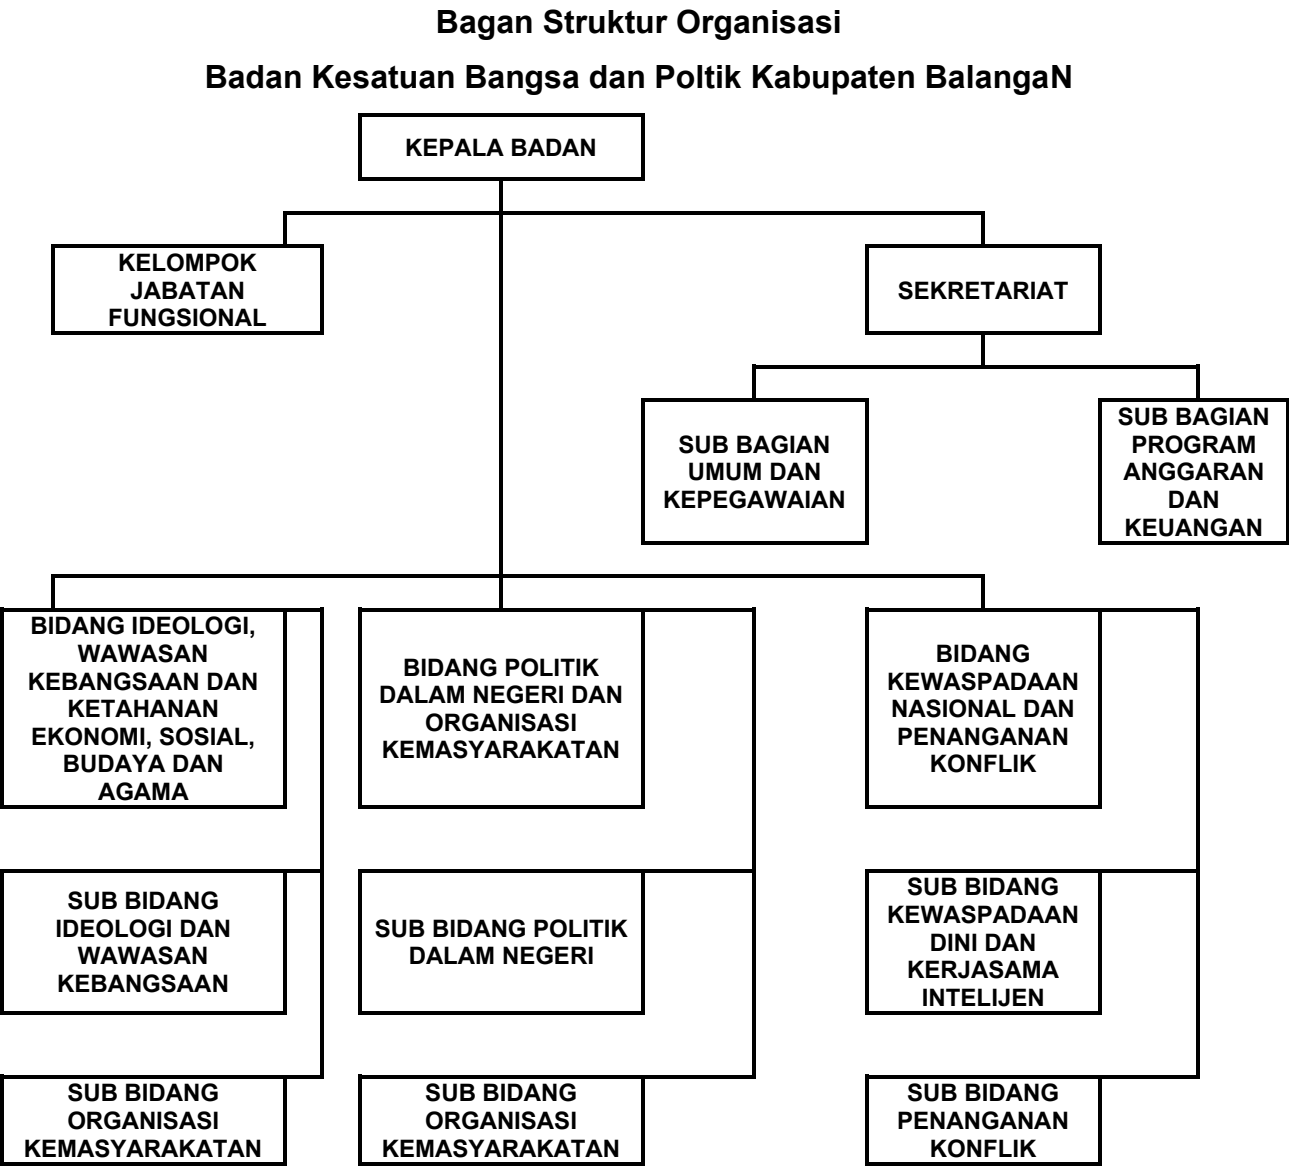 Bagan Struktur Organisasi
Badan Kesatuan Bangsa dan Poltik Kabupaten BalangaN
KEPALA BADAN
KELOMPOK
JABATAN
FUNGSIONAL
SEKRETARIAT
SUB BAGIAN
UMUM DAN
KEPEGAWAIAN
SUB BAGIAN
PROGRAM
ANGGARAN
DAN
KEUANGAN
BIDANG IDEOLOGI,
WAWASAN
KEBANGSAAN DAN
KETAHANAN
EKONOMI, SOSIAL,
BUDAYA DAN
AGAMA
BIDANG POLITIK
DALAM NEGERI DAN
ORGANISASI
KEMASYARAKATAN
BIDANG
KEWASPADAAN
NASIONAL DAN
PENANGANAN
KONFLIK
SUB BIDANG
IDEOLOGI DAN
WAWASAN
KEBANGSAAN
SUB BIDANG POLITIK
DALAM NEGERI
SUB BIDANG
KEWASPADAAN
DINI DAN
KERJASAMA
INTELIJEN
SUB BIDANG
ORGANISASI
KEMASYARAKATAN
SUB BIDANG
ORGANISASI
KEMASYARAKATAN
SUB BIDANG
PENANGANAN
KONFLIK